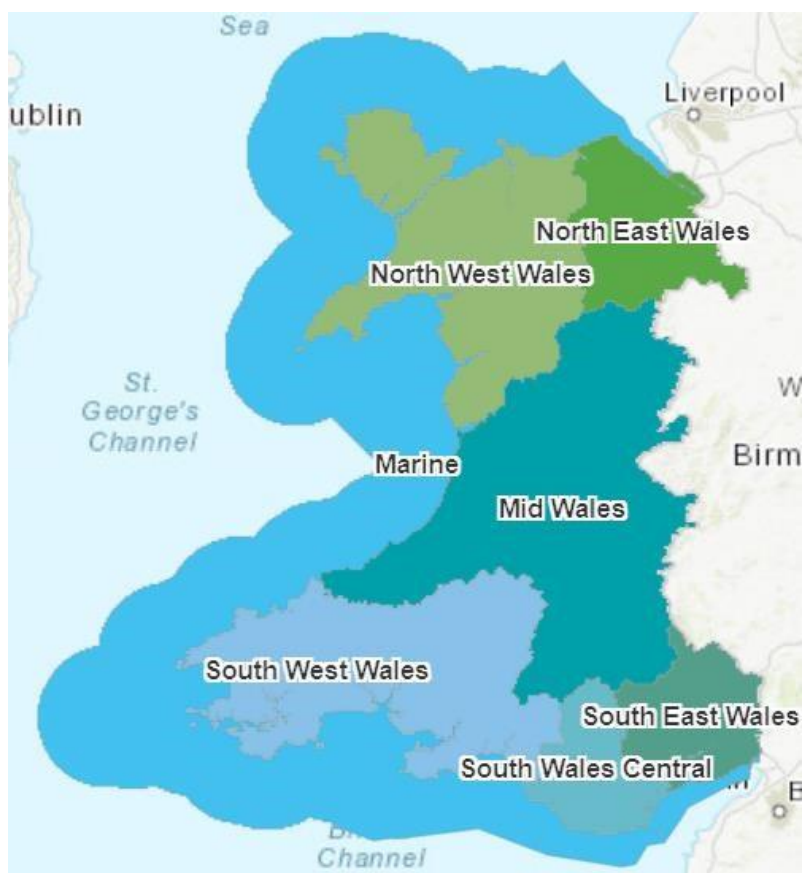 Sea
ublin
Liverpool
North East Wales
North West Wales
St.
George's
Channel
W
Marine
Birm
Mid Wales
South West Wales
South East Wales
South Wales Central
B
Channel